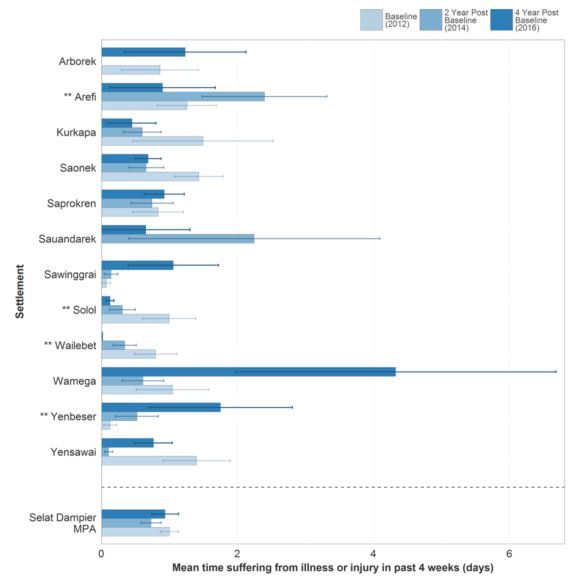 Baseline
(2012)
2 Year Post
Baseline
(2014)
4 Year Post
Baseline
(2016)
Arborek
** Arefi
Kurkapa
Saonek
Saprokren
Sauandarek
Sawinggrai
** Solol
** Wailebet
Wamega
** Yenbeser
Yensawai
Selat Dampier
MPA
Settlement
0 2 4 6
Mean time suffering from illness or injury in past 4 weeks (days)